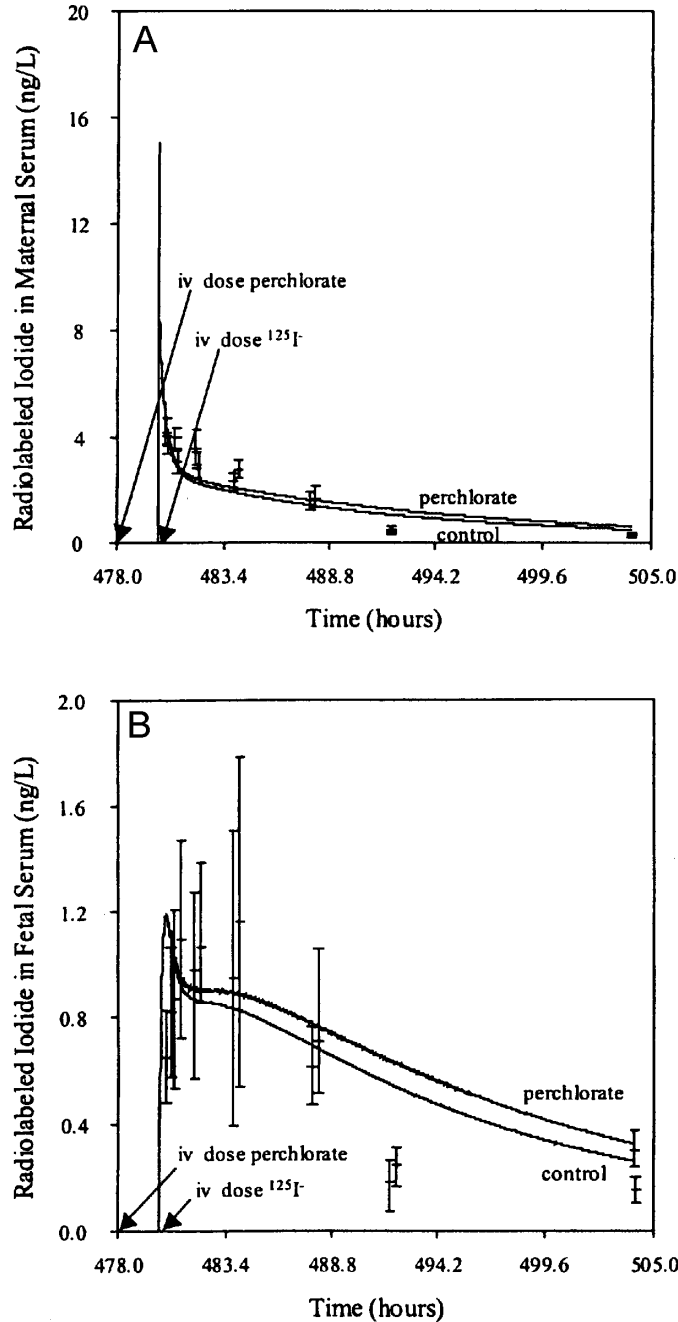 A
Radiolabeled Iodide in Maternal Serum (ng/L)
20
16
12
8
4
0
iv dose perchlorate
iv dose ¹²⁵I⁻
perchlorate
control
478.0 483.4 488.8 494.2 499.6 505.0
Time (hours)
B
Radiolabeled Iodide in Fetal Serum (ng/L)
2.0
1.6
1.2
0.8
0.4
0.0
perchlorate
control
iv dose perchlorate
iv dose ¹²⁵I⁻
478.0 483.4 488.8 494.2 499.6 505.0
Time (hours)